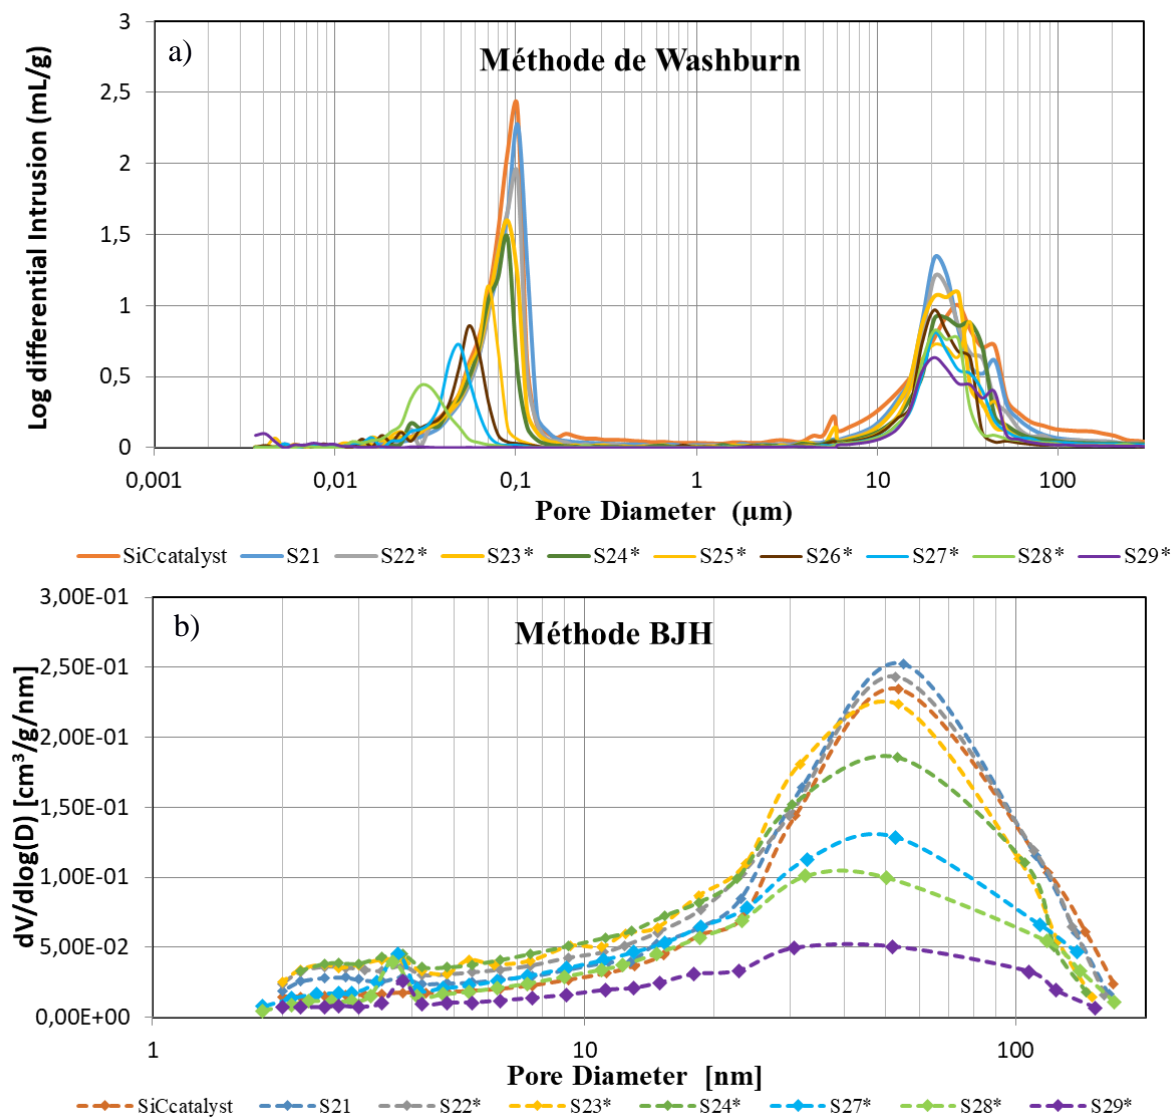 a)
Méthode de Washburn
Log differential Intrusion (mL/g)
3
2,5
2
1,5
1
0,5
0
0,001 0,01 0,1 1 10 100
Pore Diameter (µm)
SiCcatalyst S21 S22* S23* S24* S25* S26* S27* S28* S29*
b)
Méthode BJH
dV/dlog(D) [cm³/g/nm]
3,00E-01
2,50E-01
2,00E-01
1,50E-01
1,00E-01
5,00E-02
0,00E+00
1 10 100
Pore Diameter [nm]
SiCcatalyst S21 S22* S23* S24* S27* S28* S29*